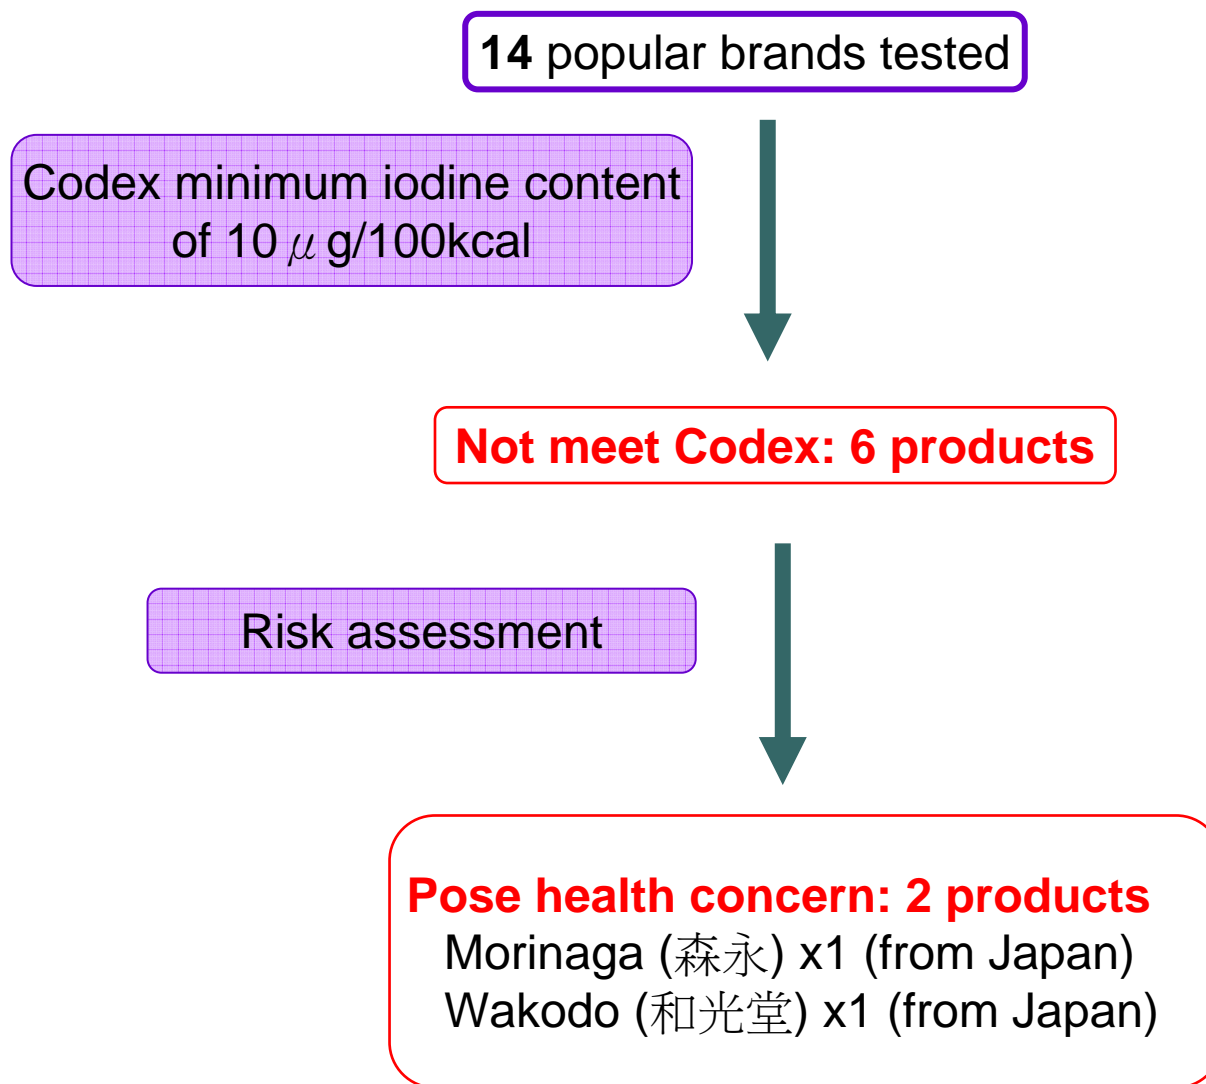 14 popular brands tested
Codex minimum iodine content
of 10μg/100kcal
Not meet Codex: 6 products
Risk assessment
Pose health concern: 2 products
Morinaga (森永) x1 (from Japan)
Wakodo (和光堂) x1 (from Japan)